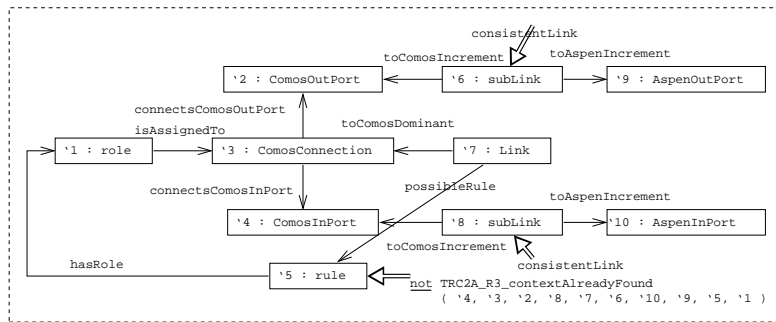 consistentLink
toComosIncrement
toAspenIncrement
`2 : ComosOutPort
`6 : subLink
`9 : AspenOutPort
connectsComosOutPort
isAssignedTo
toComosDominant
`1 : role
`3 : ComosConnection
`7 : Link
connectsComosInPort
possibleRule
toAspenIncrement
`4 : ComosInPort
`8 : subLink
`10 : AspenInPort
toComosIncrement
hasRole
consistentLink
`5 : rule
not TRC2A_R3_contextAlreadyFound
( `4, `3, `2, `8, `7, `6, `10, `9, `5, `1 )